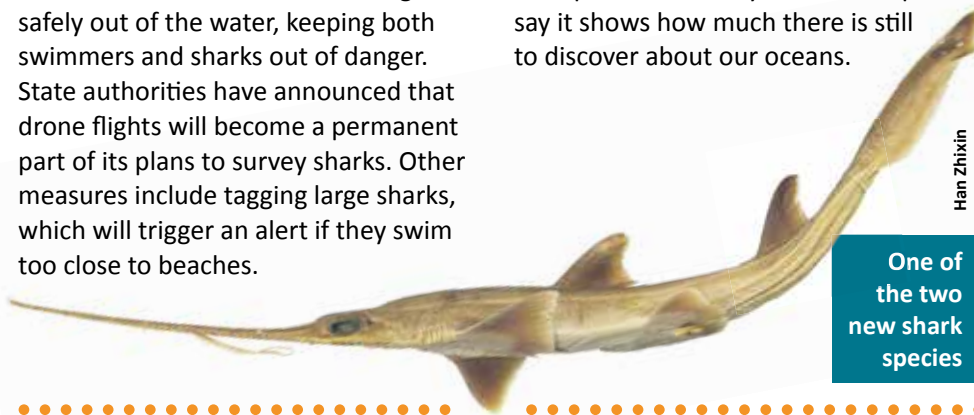 safely out of the water, keeping both
swimmers and sharks out of danger.
State authorities have announced that
drone flights will become a permanent
part of its plans to survey sharks. Other
measures include tagging large sharks,
which will trigger an alert if they swim
too close to beaches.
say it shows how much there is still
to discover about our oceans.
Han Zhixin
One of
the two
new shark
species